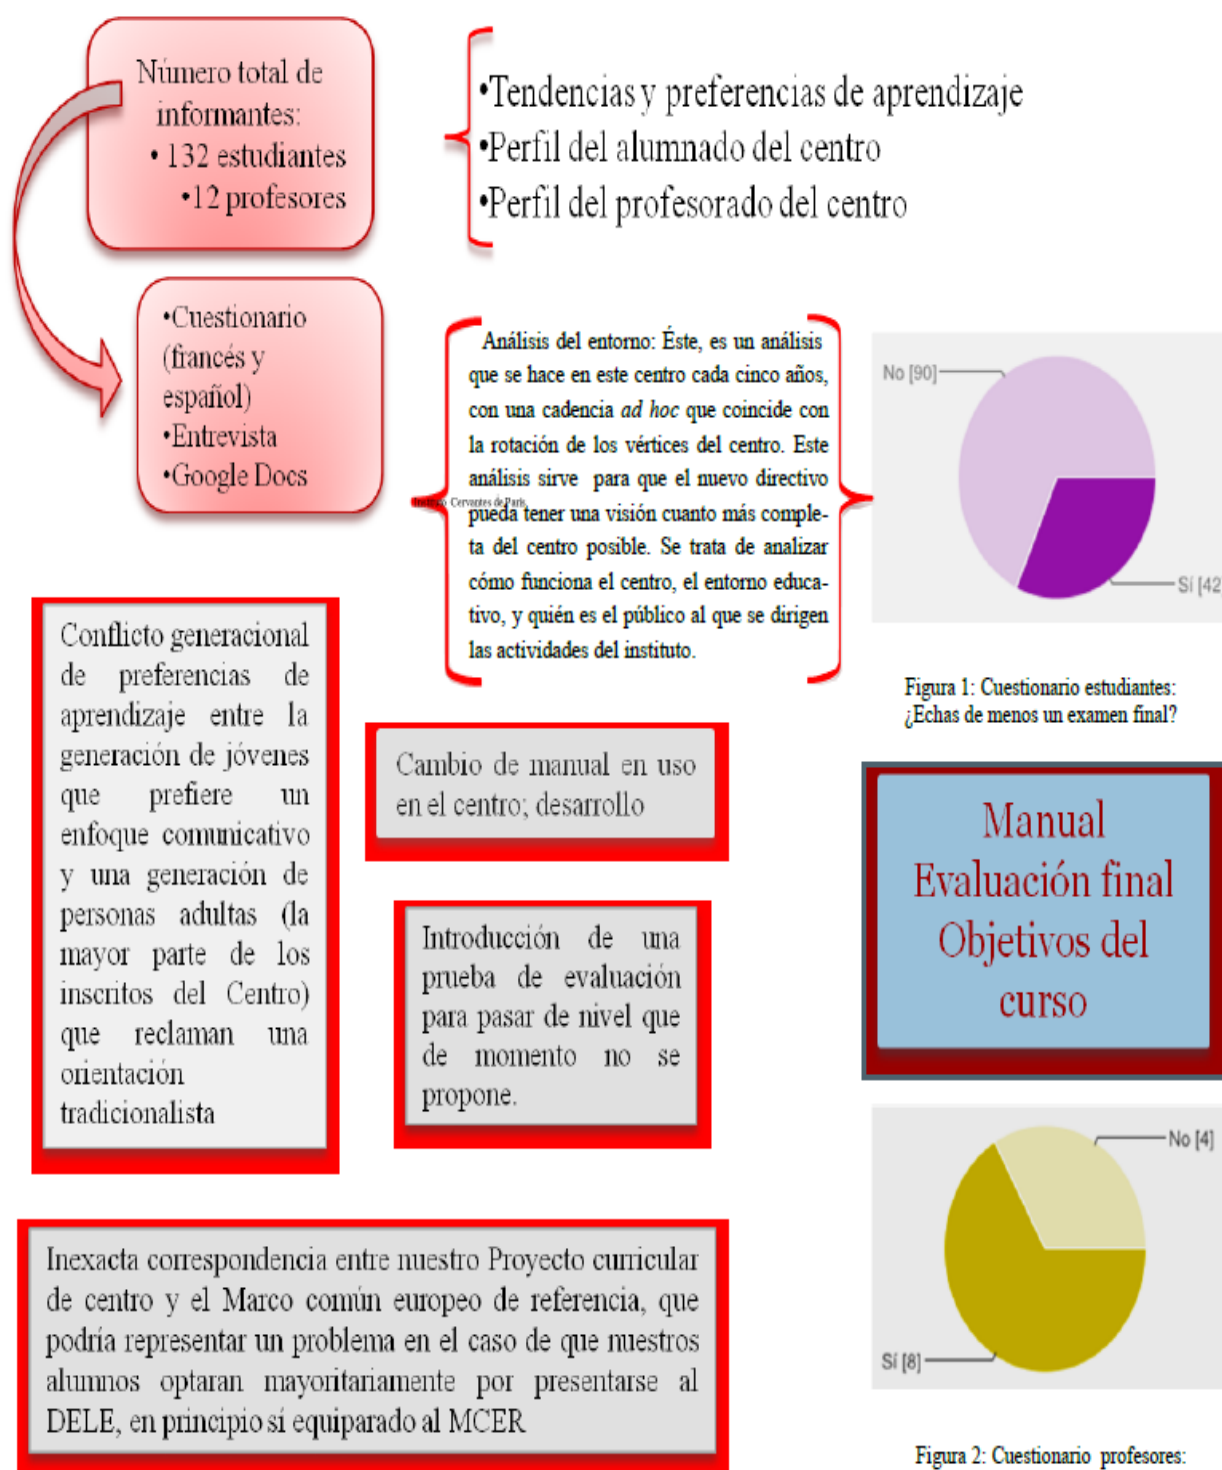 Número total de
informantes:
• 132 estudiantes
•12 profesores
•Tendencias y preferencias de aprendizaje
•Perfil del alumnado del centro
•Perfil del profesorado del centro
•Cuestionario
(francés y
español)
•Entrevista
•Google Docs
Análisis del entorno: Éste, es un análisis
que se hace en este centro cada cinco años,
con una cadencia ad hoc que coincide con
la rotación de los vértices del centro. Este
análisis sirve para que el nuevo directivo
pueda tener una visión cuanto más comple-
ta del centro posible. Se trata de analizar
cómo funciona el centro, el entorno educa-
tivo, y quién es el público al que se dirigen
las actividades del instituto.
Instituto Cervantes de París,
No [90]
Sí [42
Figura 1: Cuestionario estudiantes:
¿Echas de menos un examen final?
Conflicto generacional
de preferencias de
aprendizaje entre la
generación de jóvenes
que prefiere un
enfoque comunicativo
y una generación de
personas adultas (la
mayor parte de los
inscritos del Centro)
que reclaman una
orientación
tradicionalista
Cambio de manual en uso
en el centro; desarrollo
Introducción de una
prueba de evaluación
para pasar de nivel que
de momento no se
propone.
Manual
Evaluación final
Objetivos del
curso
No [4]
Sí [8]
Inexacta correspondencia entre nuestro Proyecto curricular
de centro y el Marco común europeo de referencia, que
podría representar un problema en el caso de que nuestros
alumnos optaran mayoritariamente por presentarse al
DELE, en principio sí equiparado al MCER
Figura 2: Cuestionario profesores: